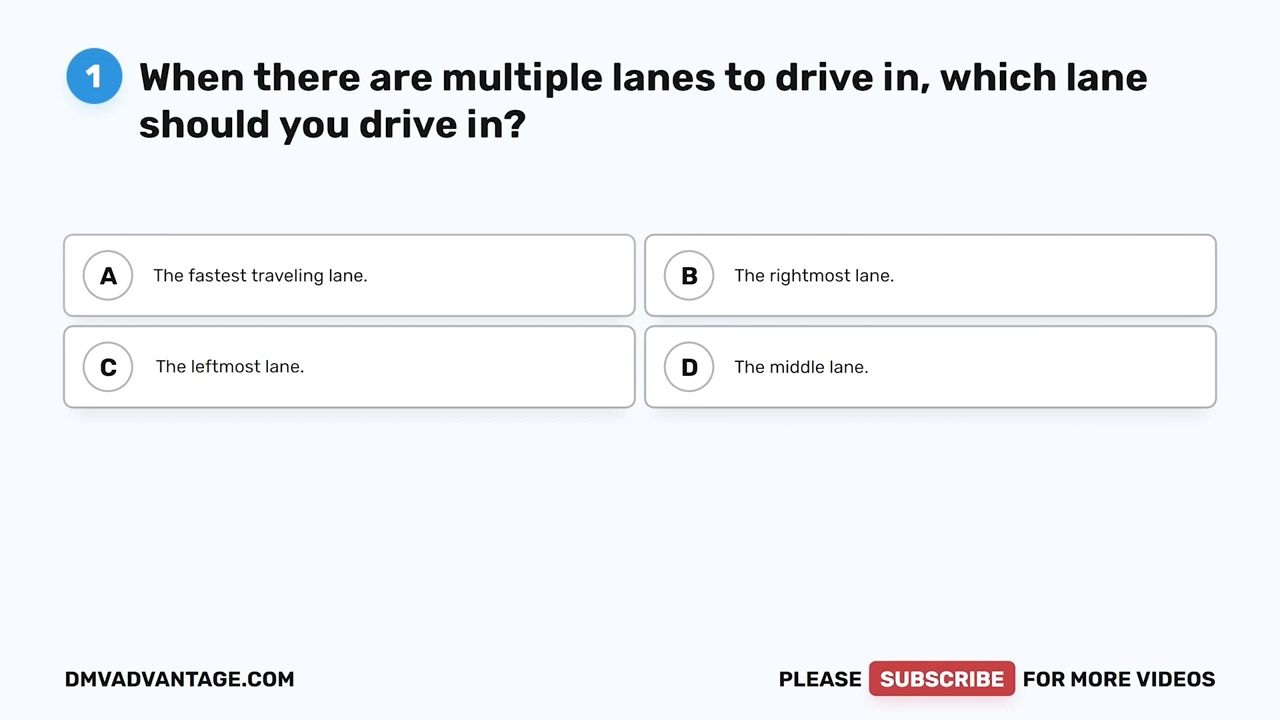 1
When there are multiple lanes to drive in, which lane
should you drive in?
A The fastest traveling lane.
B The rightmost lane.
C The leftmost lane.
D The middle lane.
DMVADVANTAGE.COM
PLEASE SUBSCRIBE FOR MORE VIDEOS